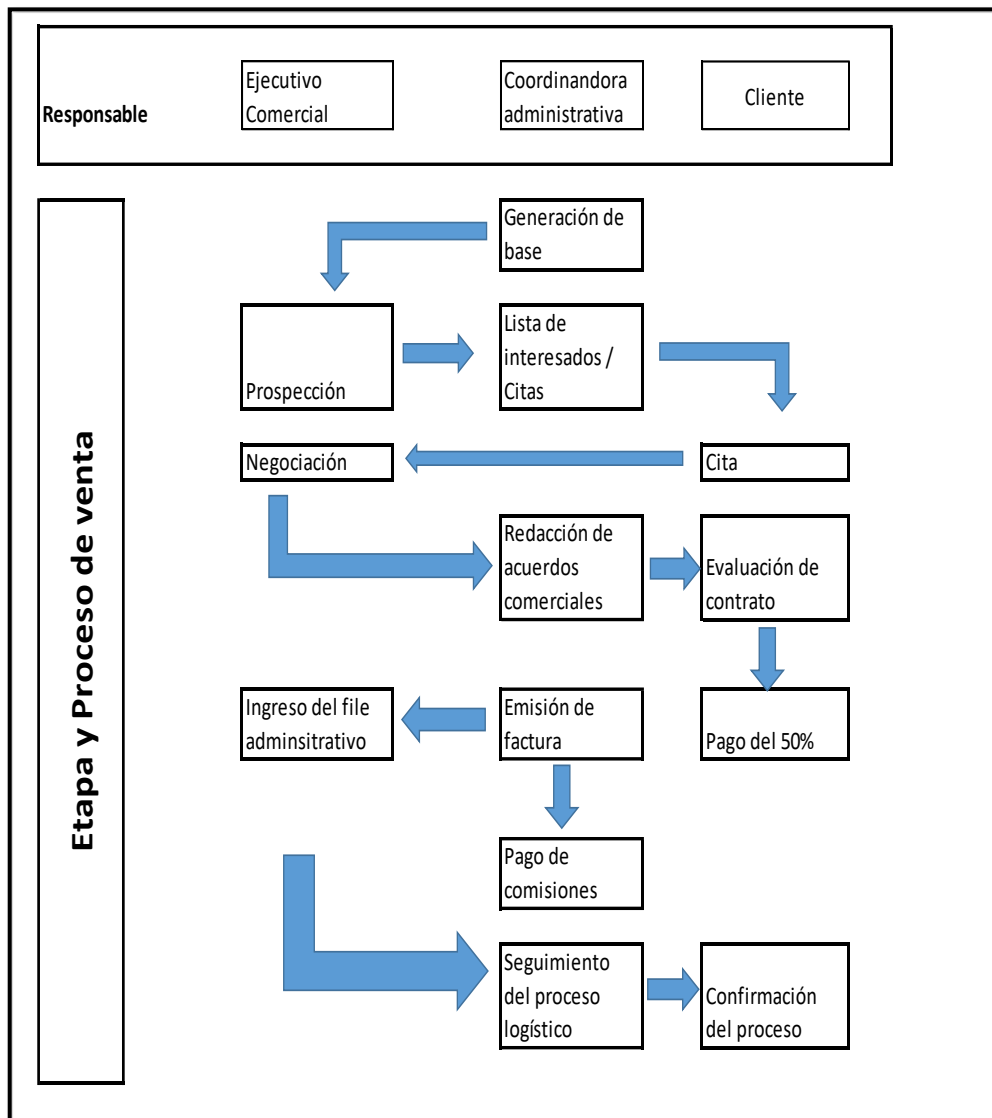 Responsable
Ejecutivo
Comercial
Coordinandora
administrativa
Cliente
Etapa y Proceso de venta
Generación de
base
Prospección
Lista de
interesados /
Citas
Negociación
Cita
Redacción de
acuerdos
comerciales
Evaluación de
contrato
Ingreso del file
adminsitrativo
Emisión de
factura
Pago del 50%
Pago de
comisiones
Seguimiento
del proceso
logístico
Confirmación
del proceso